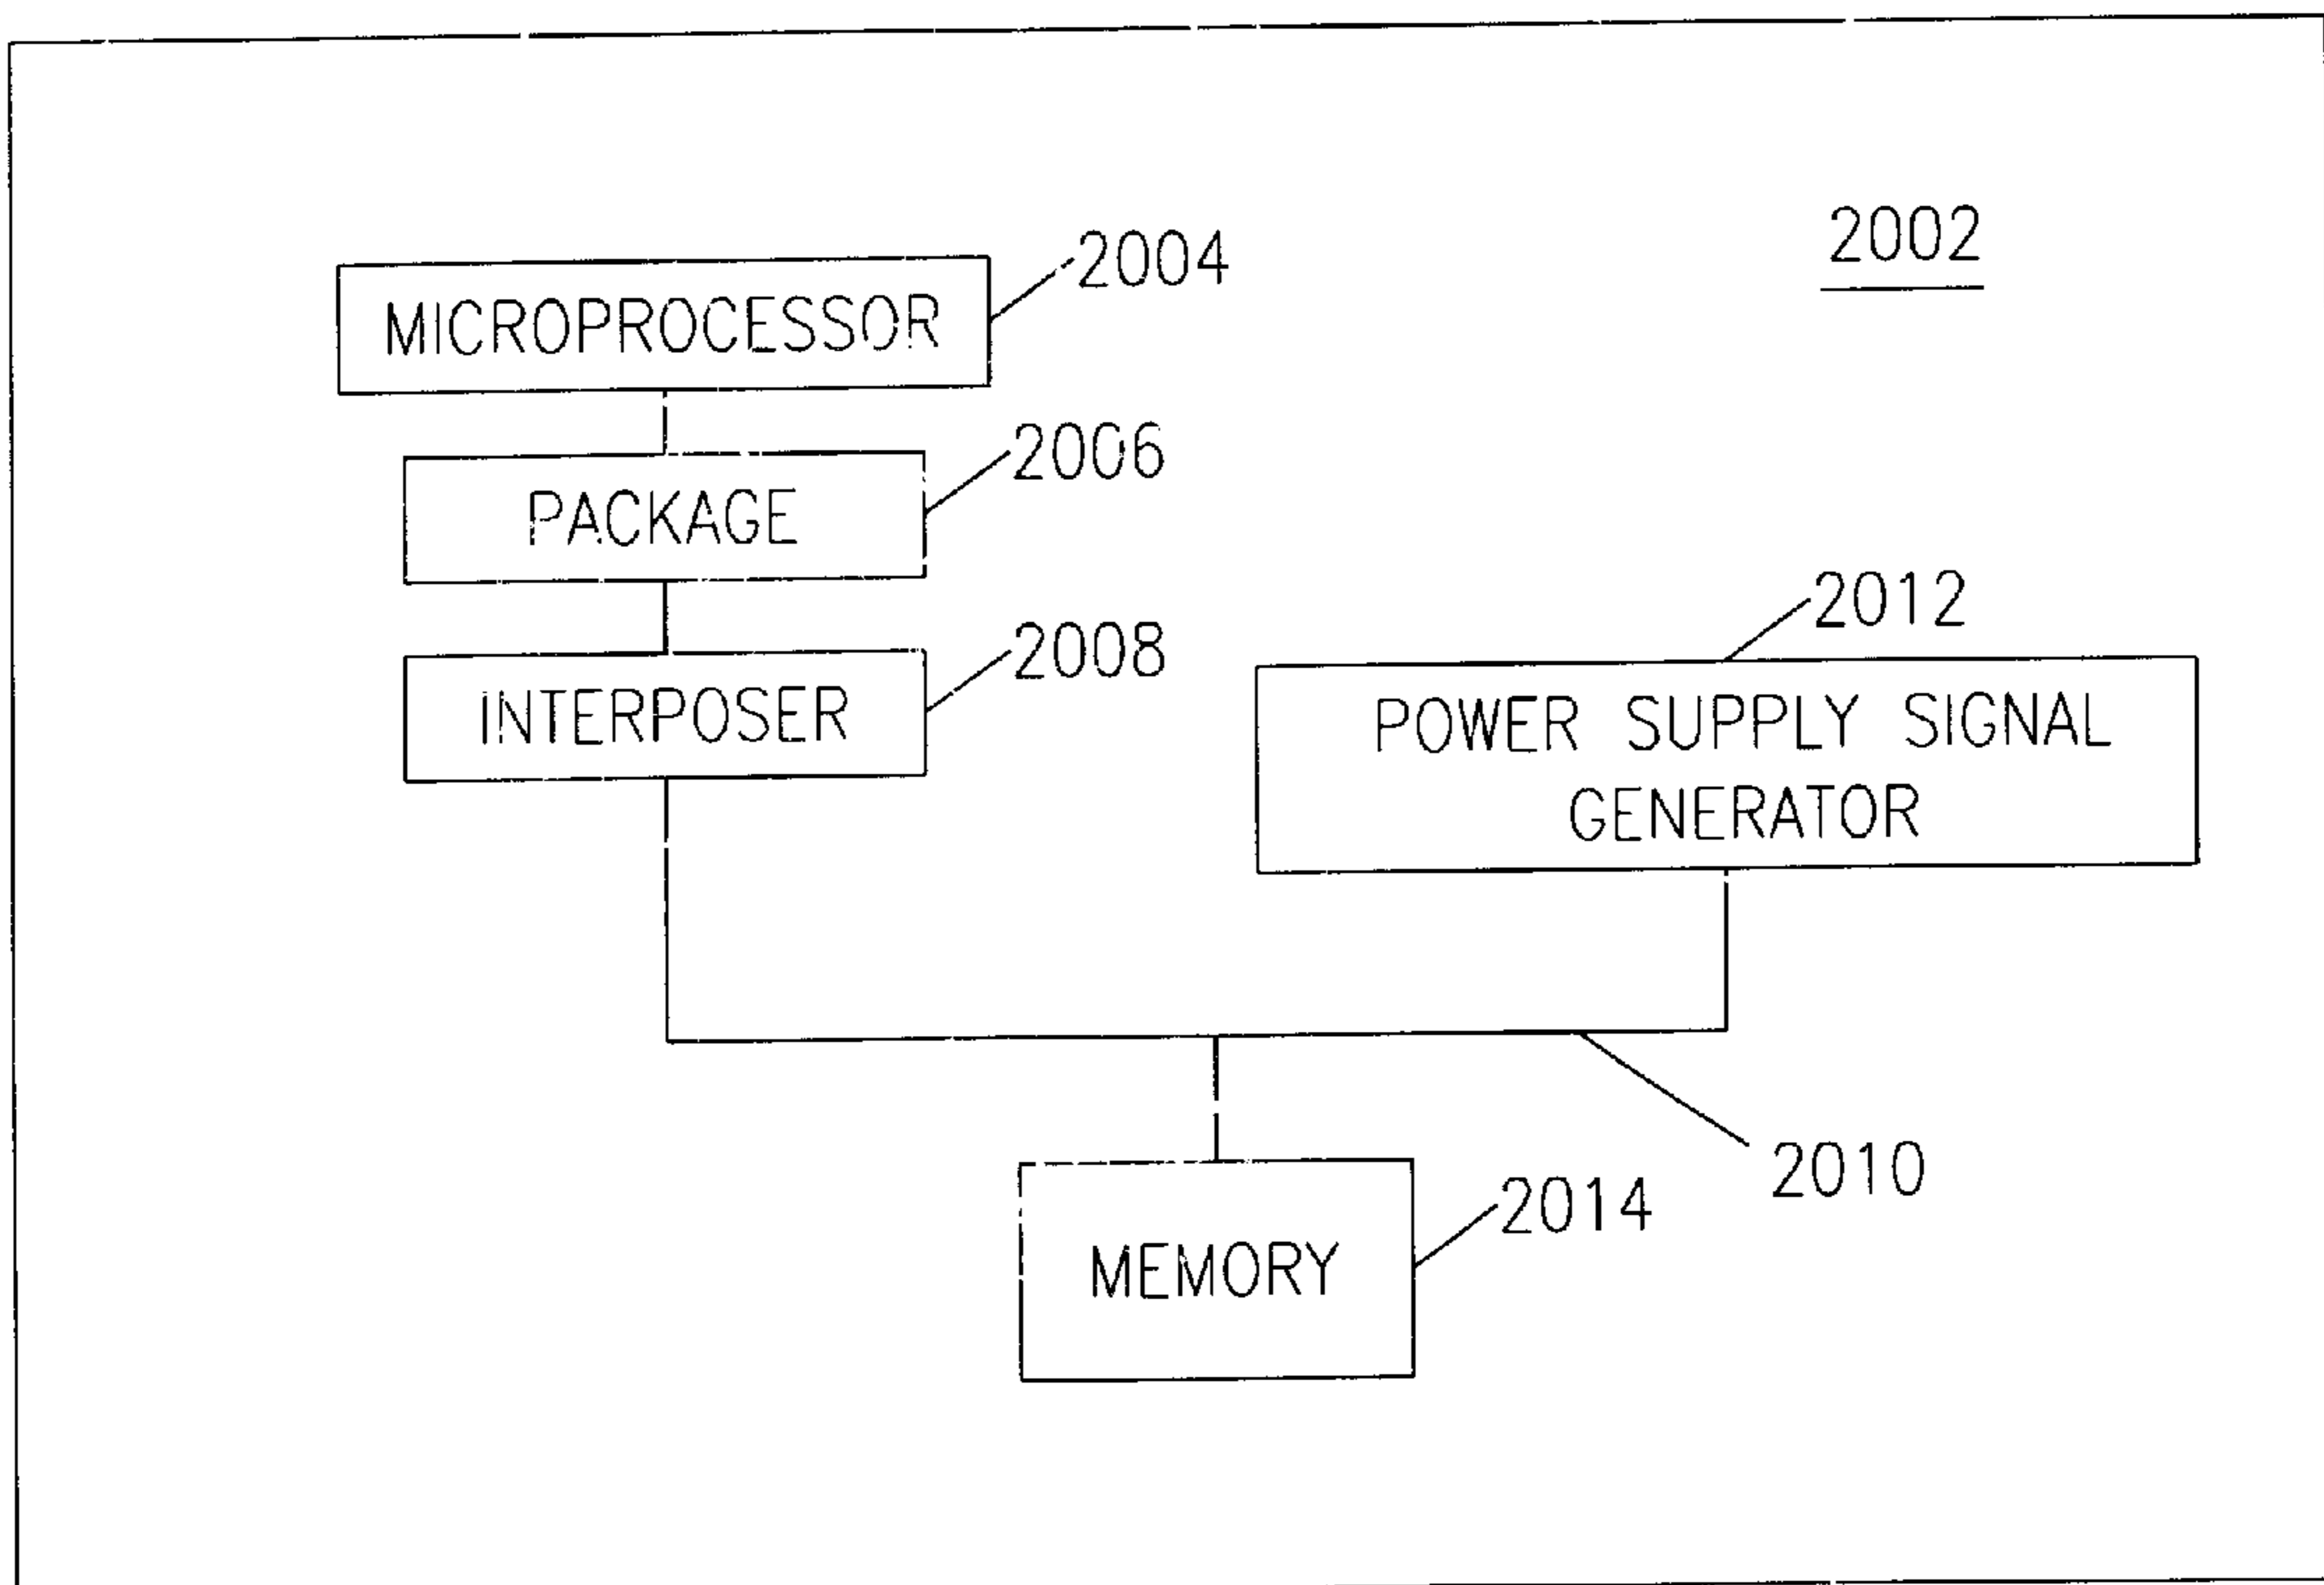 2002
2004
MICROPROCESSOR
2006
PACKAGE
2008
INTERPOSER
2012
POWER SUPPLY SIGNAL
GENERATOR
2010
2014
MEMORY